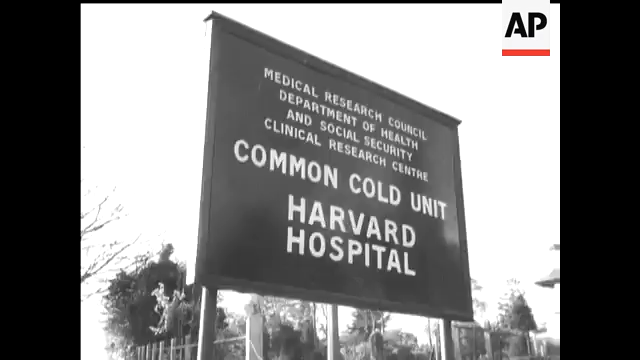 AP
MEDICAL RESEARCH COUNCIL
DEPARTMENT OF HEALTH
AND SOCIAL SECURITY
CLINICAL RESEARCH CENTRE
COMMON COLD UNIT
HARVARD
HOSPITAL